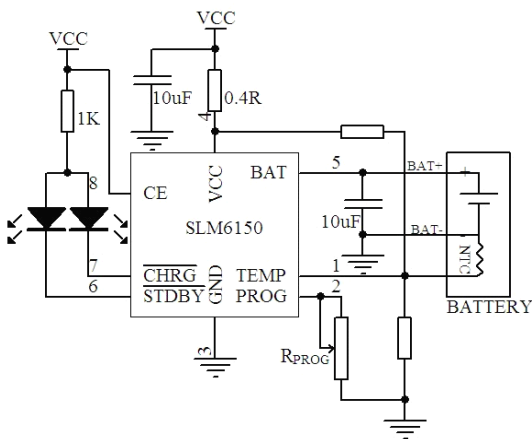 VCC
VCC
10uF
0.4R
1K
4
8
CE
VCC
BAT
5
BAT+
+
SLM6150
10uF
BAT-
-
NTC
7
CHRG
GND
TEMP
1
6
STDBY
PROG
2
BATTERY
3
RPROG